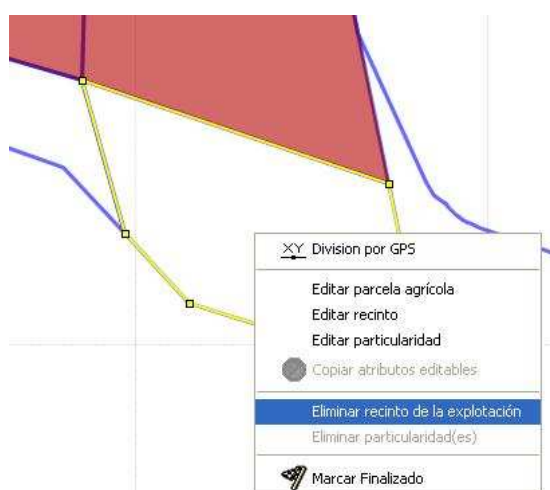 XY Division por GPS
Editar parcela agrícola
Editar recinto
Editar particularidad
Copiar atributos editables
Eliminar recinto de la explotación
Eliminar particularidad(es)
Marcar Finalizado